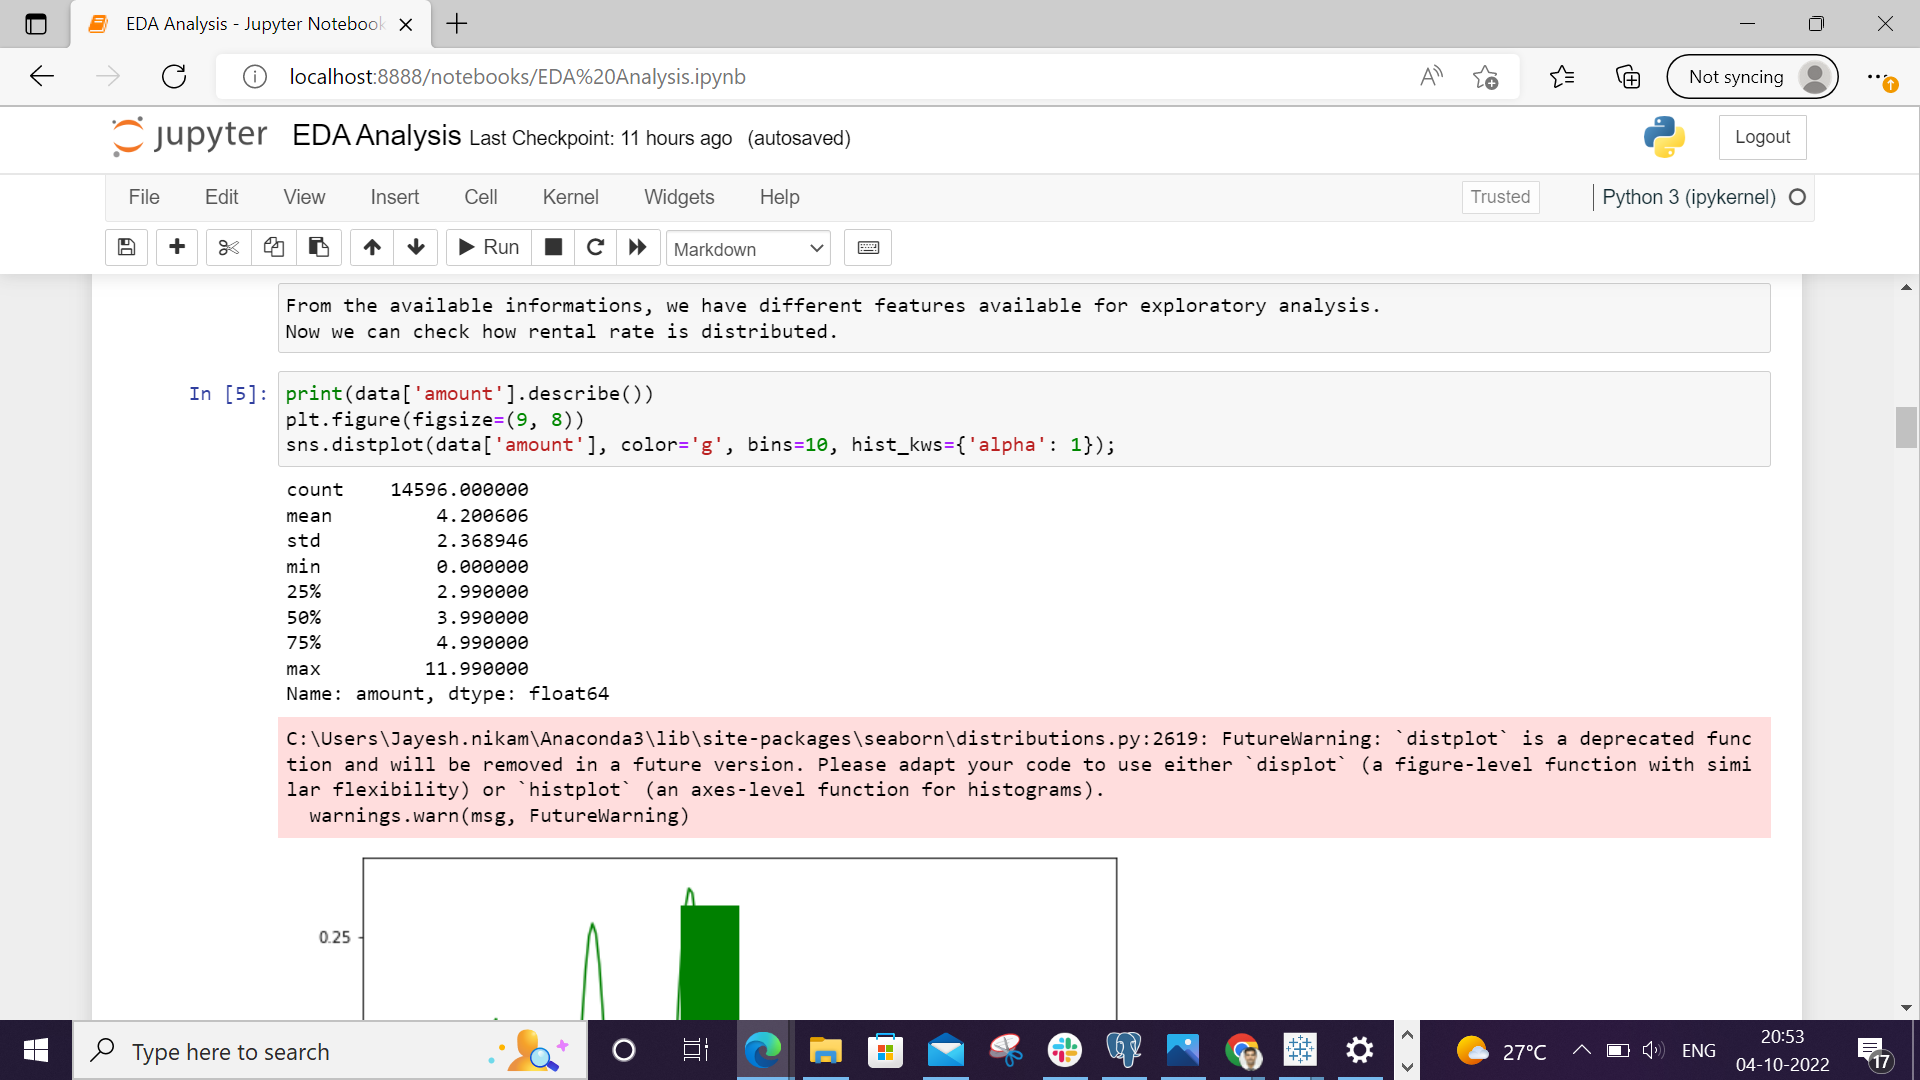 EDA Analysis - Jupyter Notebook
localhost:8888/notebooks/EDA%20Analysis.ipynb
Not syncing
jupyter EDA Analysis Last Checkpoint: 11 hours ago (autosaved)
Logout
File Edit View Insert Cell Kernel Widgets Help
Trusted
Python 3 (ipykernel)
Run
Markdown
From the available informations, we have different features available for exploratory analysis.
Now we can check how rental rate is distributed.
In [5]:
print(data['amount'].describe())
plt.figure(figsize=(9, 8))
sns.distplot(data['amount'], color='g', bins=10, hist_kws={'alpha': 1});
count 14596.000000
mean 4.200606
std 2.368946
min 0.000000
25% 2.990000
50% 3.990000
75% 4.990000
max 11.990000
Name: amount, dtype: float64
C:\Users\Jayesh.nikam\Anaconda3\lib\site-packages\seaborn\distributions.py:2619: FutureWarning: `distplot` is a deprecated func
tion and will be removed in a future version. Please adapt your code to use either `displot` (a figure-level function with simi
lar flexibility) or `histplot` (an axes-level function for histograms).
warnings.warn(msg, FutureWarning)
0.25
Type here to search
27°C
ENG
20:53
04-10-2022
17